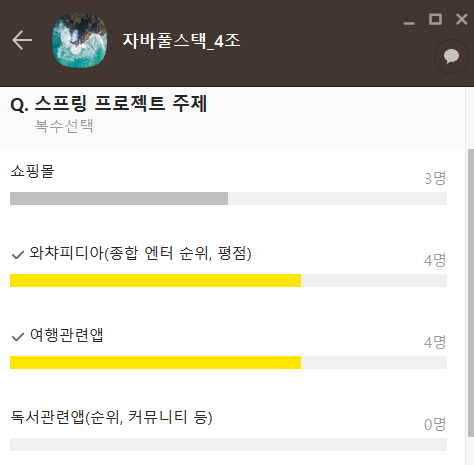 자바풀스택_4조
Q. 스프링 프로젝트 주제
복수선택
쇼핑몰
3명
와챠피디아(종합 엔터 순위, 평점)
4명
여행관련앱
4명
독서관련앱(순위, 커뮤니티 등)
0명